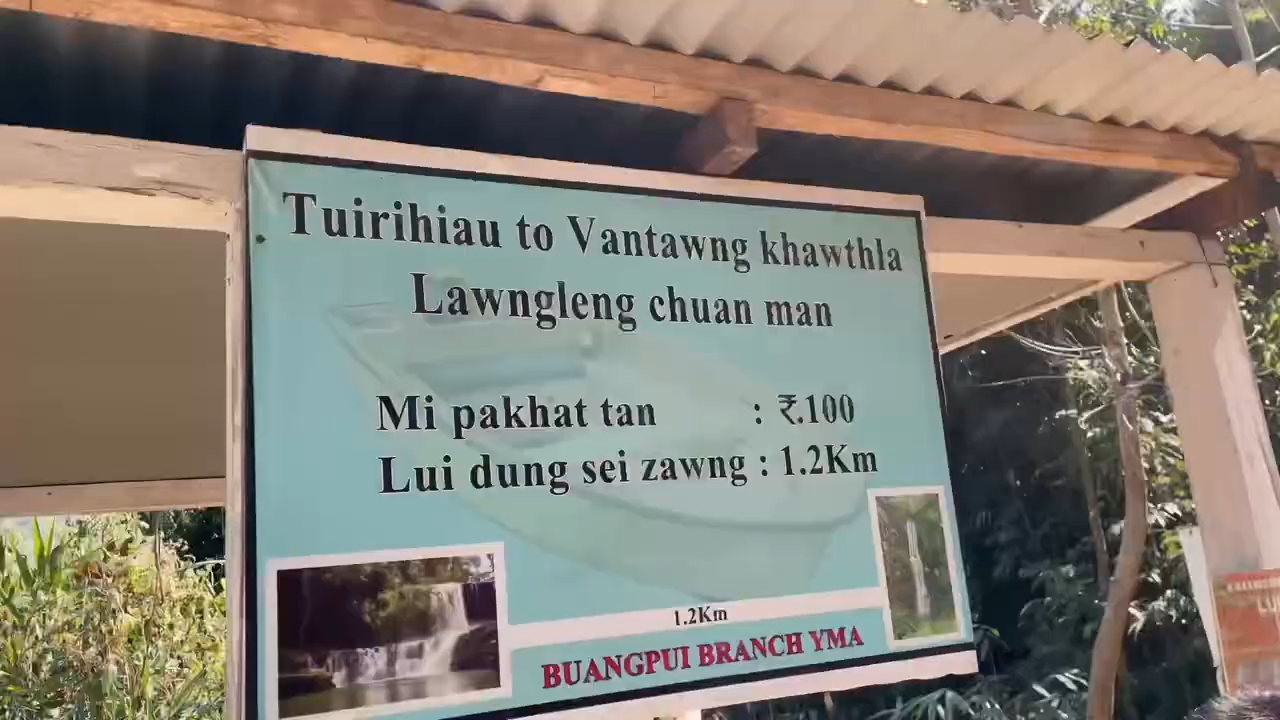 Tuirihiau to Vantawng khawthla
Lawngleng chuan man
Mi pakhat tan : ₹.100
Lui dung sei zawng : 1.2Km
1.2Km
BUANGPUI BRANCH YMA